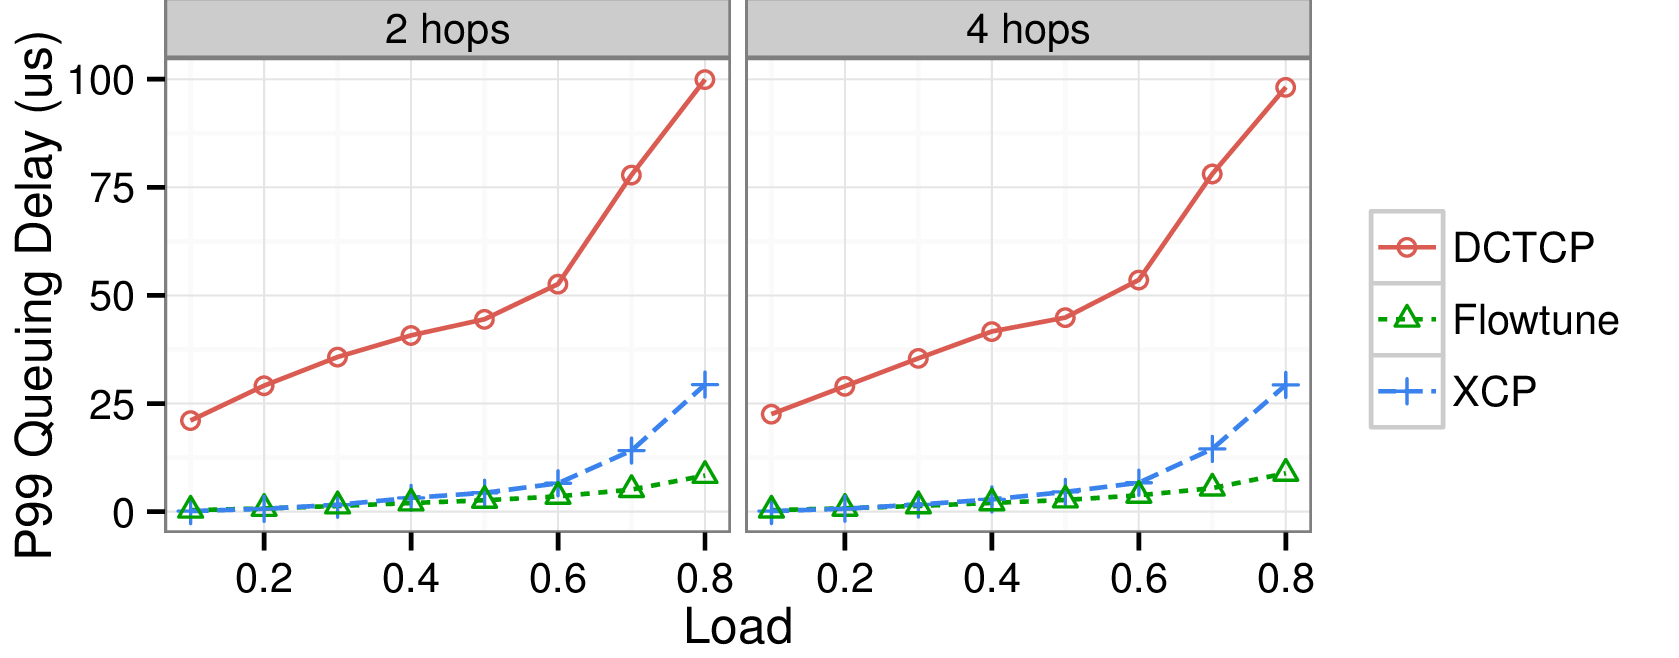 2 hops
4 hops
P99 Queuing Delay (us)
100
75
50
25
0
0.2 0.4 0.6 0.8
0.2 0.4 0.6 0.8
Load
DCTCP
Flowtune
XCP